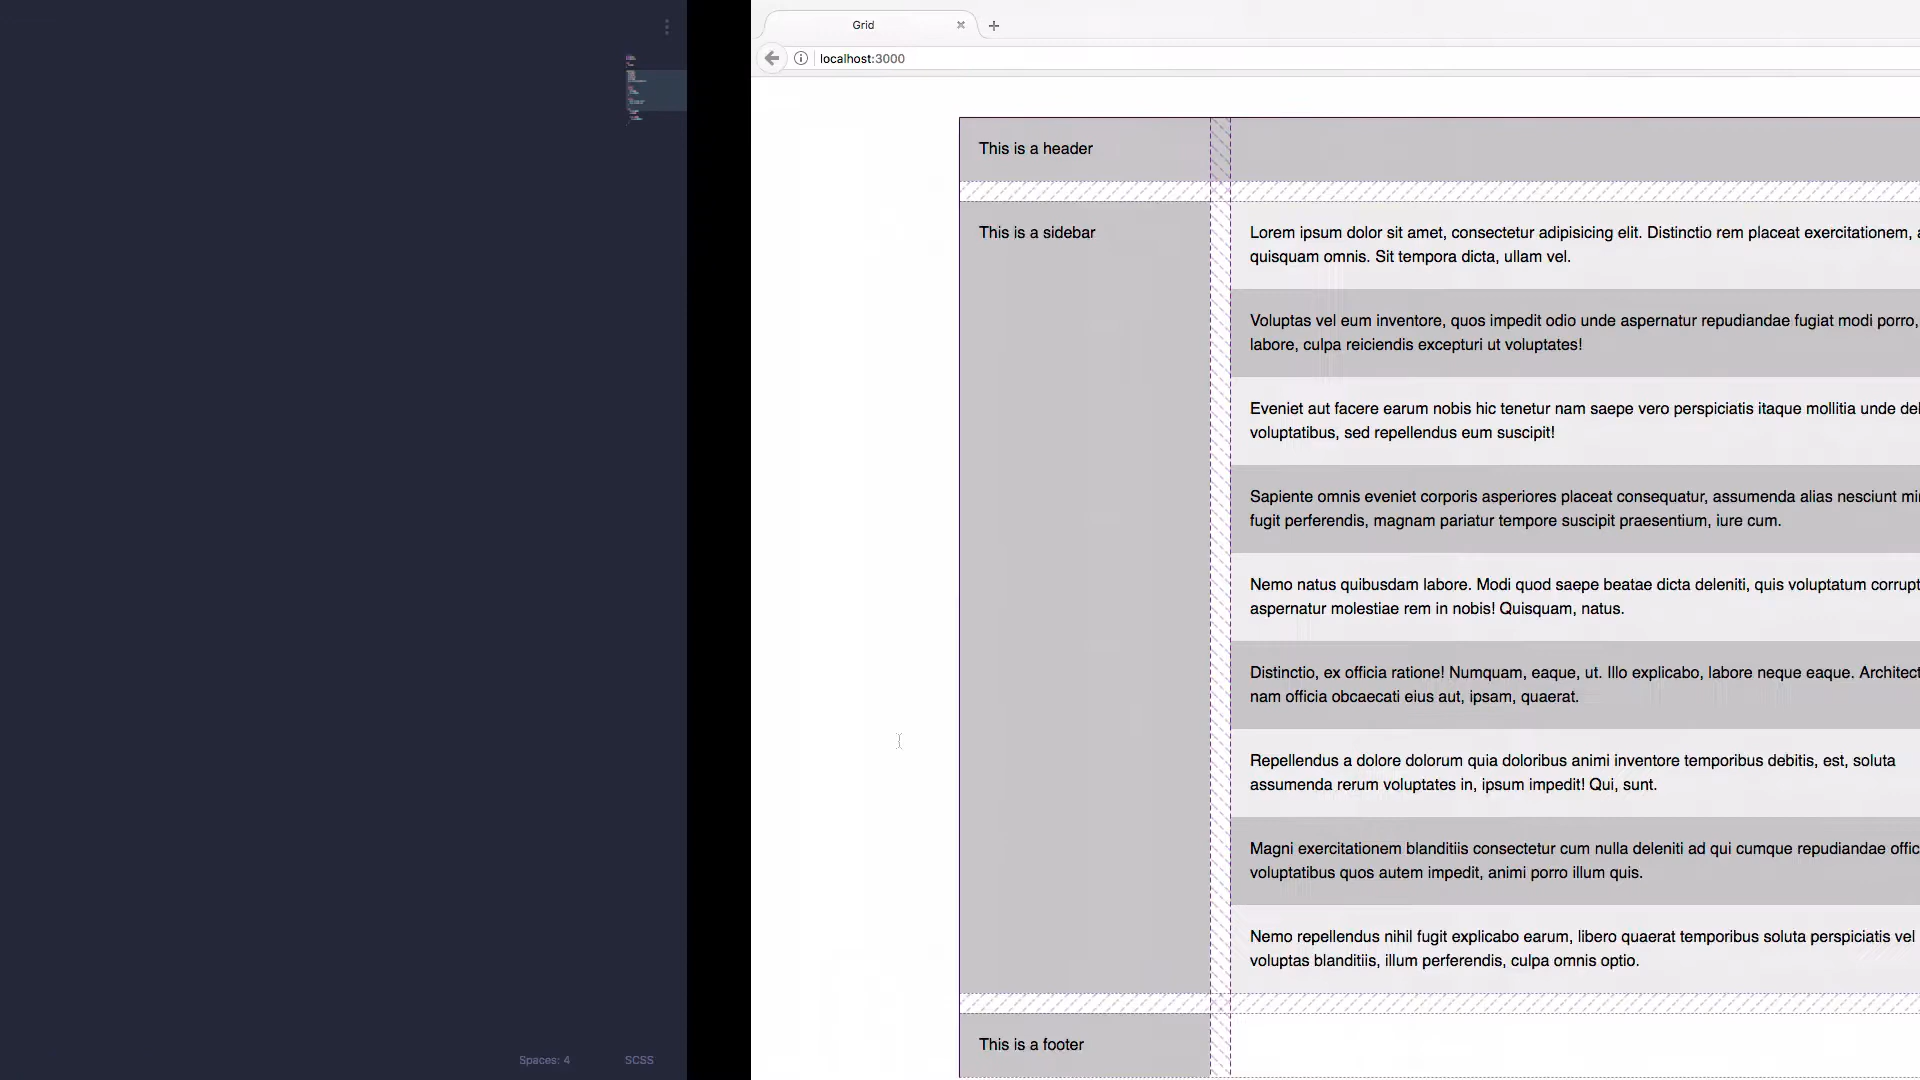 Grid
localhost:3000
This is a header
This is a sidebar
Lorem ipsum dolor sit amet, consectetur adipisicing elit. Distinctio rem placeat exercitationem,
quisquam omnis. Sit tempora dicta, ullam vel.
Voluptas vel eum inventore, quos impedit odio unde aspernatur repudiandae fugiat modi porro,
labore, culpa reiciendis excepturi ut voluptates!
Eveniet aut facere earum nobis hic tenetur nam saepe vero perspiciatis itaque mollitia unde
voluptatibus, sed repellendus eum suscipit!
Sapiente omnis eveniet corporis asperiores placeat consequatur, assumenda alias nesciunt
fugit perferendis, magnam pariatur tempore suscipit praesentium, iure cum.
Nemo natus quibusdam labore. Modi quod saepe beatae dicta deleniti, quis voluptatum
aspernatur molestiae rem in nobis! Quisquam, natus.
Distinctio, ex officia ratione! Numquam, eaque, ut. Illo explicabo, labore neque eaque.
nam officia obcaecati eius aut, ipsam, quaerat.
Repellendus a dolore dolorum quia doloribus animi inventore temporibus debitis, est, soluta
assumenda rerum voluptates in, ipsum impedit! Qui, sunt.
Magni exercitationem blanditiis consectetur cum nulla deleniti ad qui cumque repudiandae
voluptatibus quos autem impedit, animi porro illum quis.
Nemo repellendus nihil fugit explicabo earum, libero quaerat temporibus soluta perspiciatis vel
voluptas blanditiis, illum perferendis, culpa omnis optio.
This is a footer
Spaces: 4
SCSS